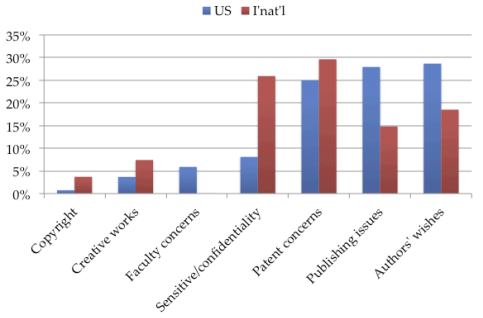 US I'nat'l
35%
30%
25%
20%
15%
10%
5%
0%
Copyright
Creative works
Faculty concerns
Sensitive/confidentiality
Patent concerns
Publishing issues
Authors' wishes